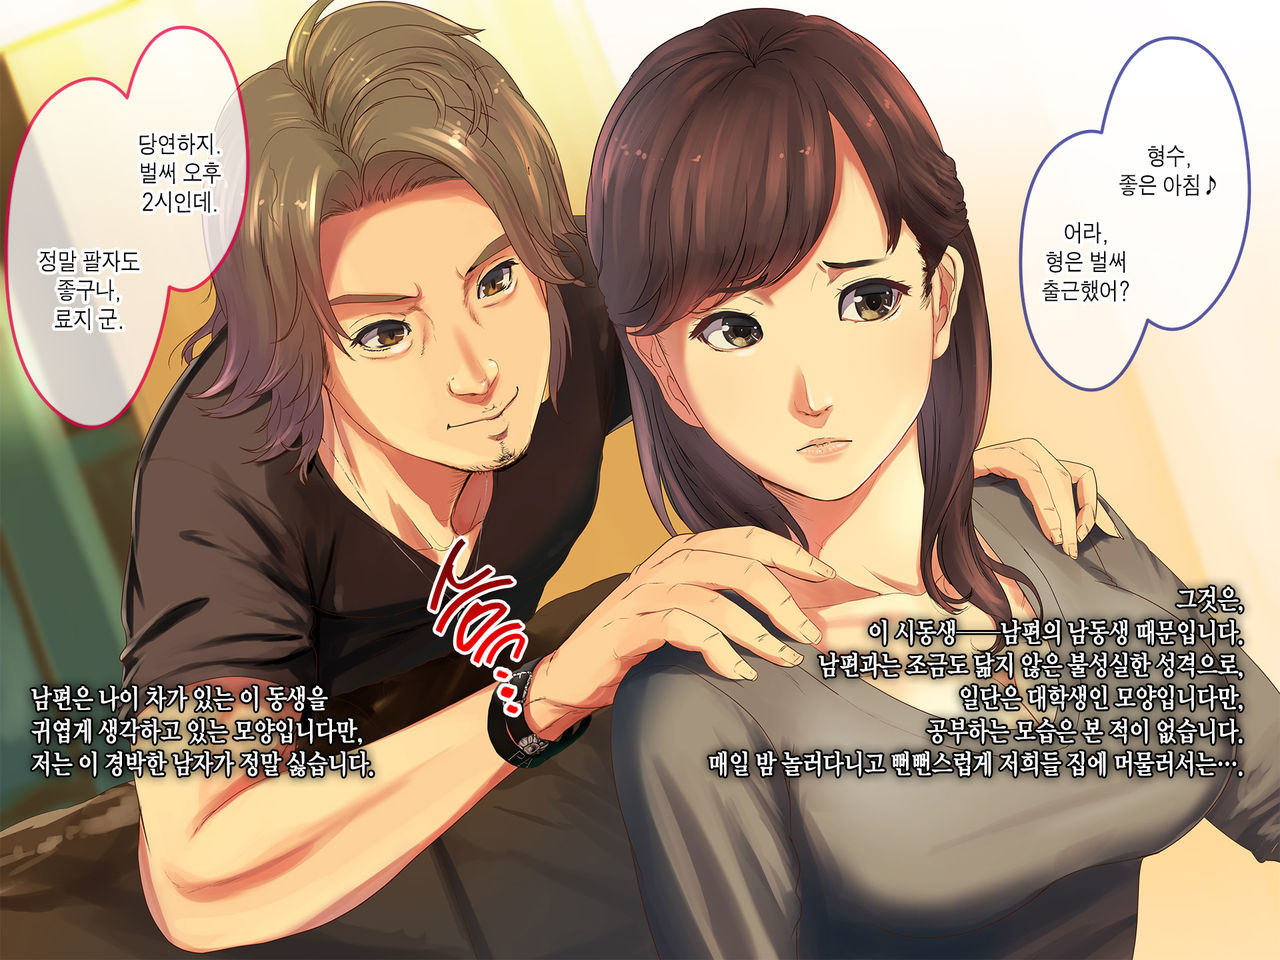 형수,
좋은 아침♪
어라,
형은 벌써
출근했어?
당연하지.
벌써 오후
2시인데.
정말 팔자도
좋구나,
료지 군.
그것은,
이 시동생──남편의 남동생 때문입니다.
남편과는 조금도 닮지 않은 불성실한 성격으로,
일단은 대학생인 모양입니다만,
공부하는 모습은 본 적이 없습니다.
매일 밤 놀러다니고 뻔뻔스럽게 저희들 집에 머물러서는….
남편은 나이 차가 있는 이 동생을
귀엽게 생각하고 있는 모양입니다만,
저는 이 경박한 남자가 정말 싫습니다.